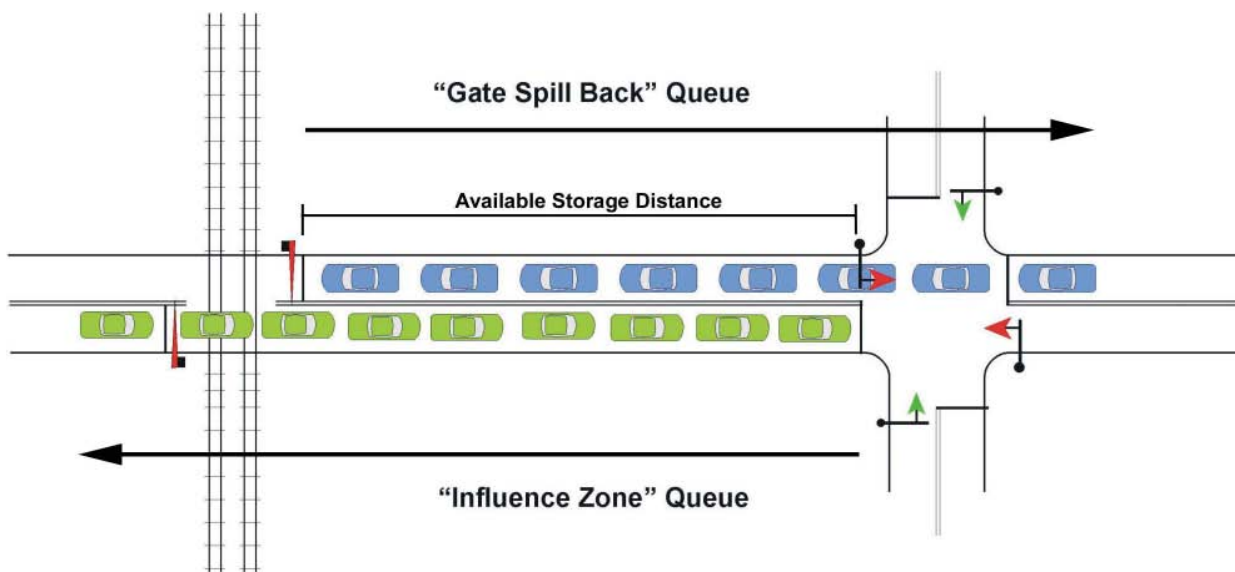 “Gate Spill Back” Queue
Available Storage Distance
“Influence Zone” Queue